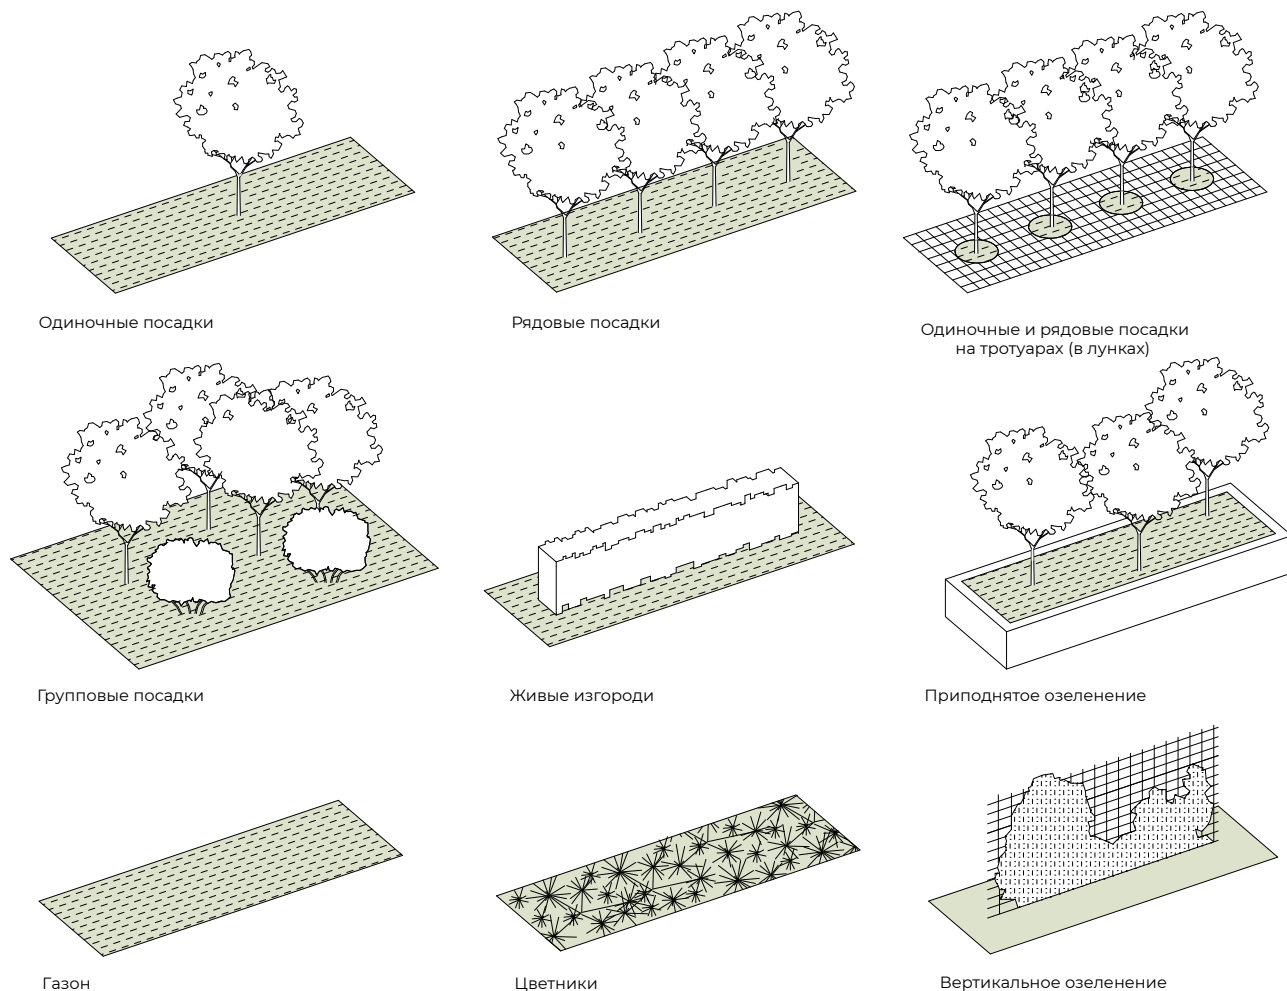 Одиночные посадки
Рядовые посадки
Одиночные и рядовые посадки
на тротуарах (в лунках)
Групповые посадки
Живые изгороди
Приподнятое озеленение
Газон
Цветники
Вертикальное озеленение